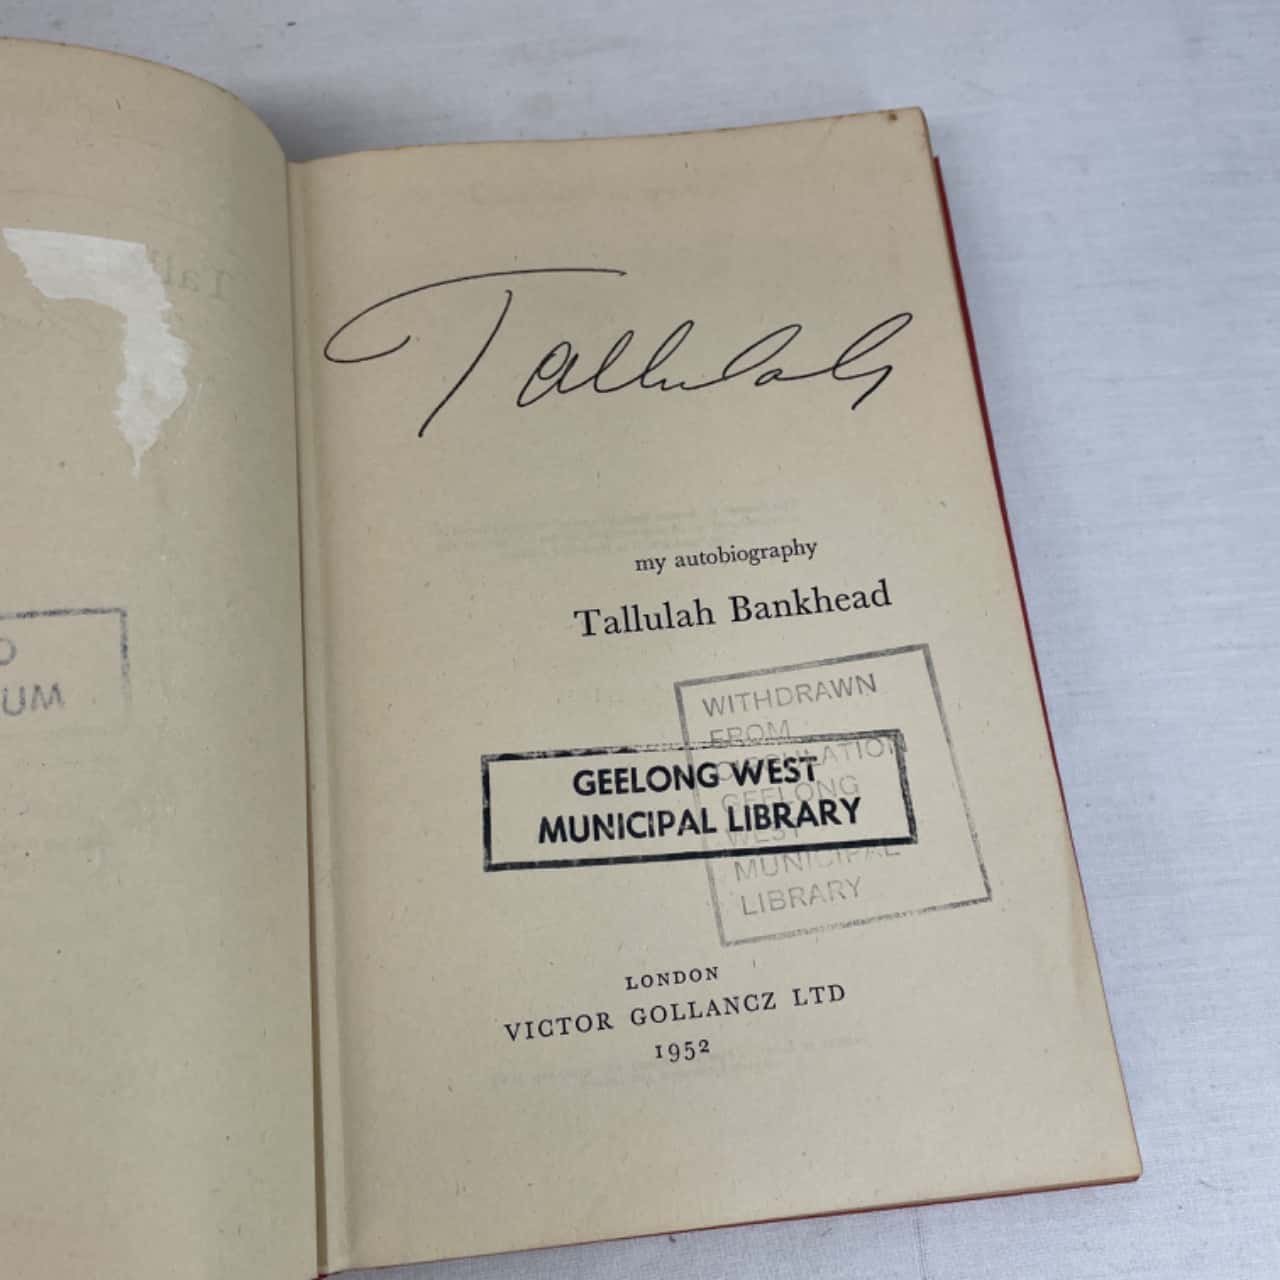 Tallulah
my autobiography
Tallulah Bankhead
WITHDRAWN
FROM
CIRCULATION
GEELONG
WEST
MUNICIPAL
LIBRARY
GEELONG WEST
MUNICIPAL LIBRARY
LONDON
VICTOR GOLLANCZ LTD
1952